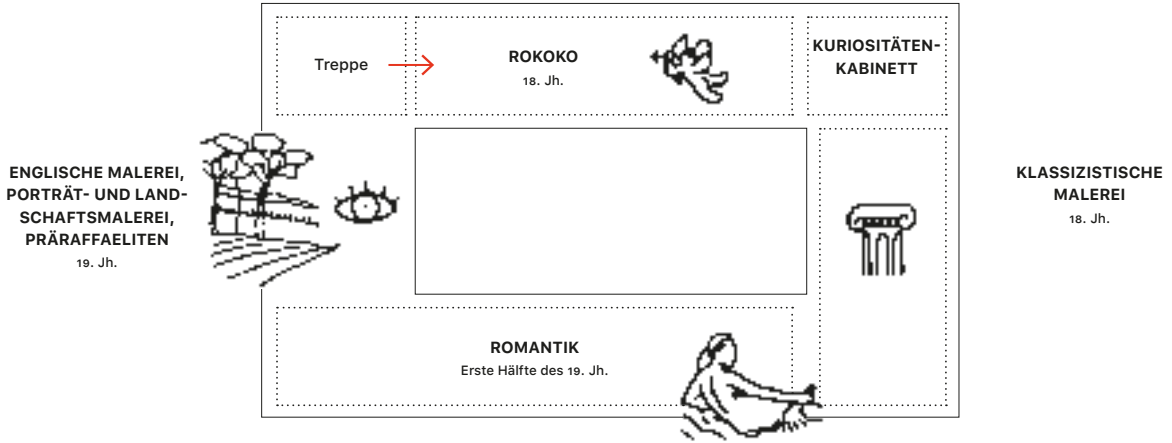 Treppe
ROKOKO
18. Jh.
KURIOSITÄTEN-
KABINETT
ENGLISCHE MALEREI,
PORTRÄT- UND LAND-
SCHAFTSMALEREI,
PRÄRAFFAELITEN
19. Jh.
KLASSIZISTISCHE
MALEREI
18. Jh.
ROMANTIK
Erste Hälfte des 19. Jh.